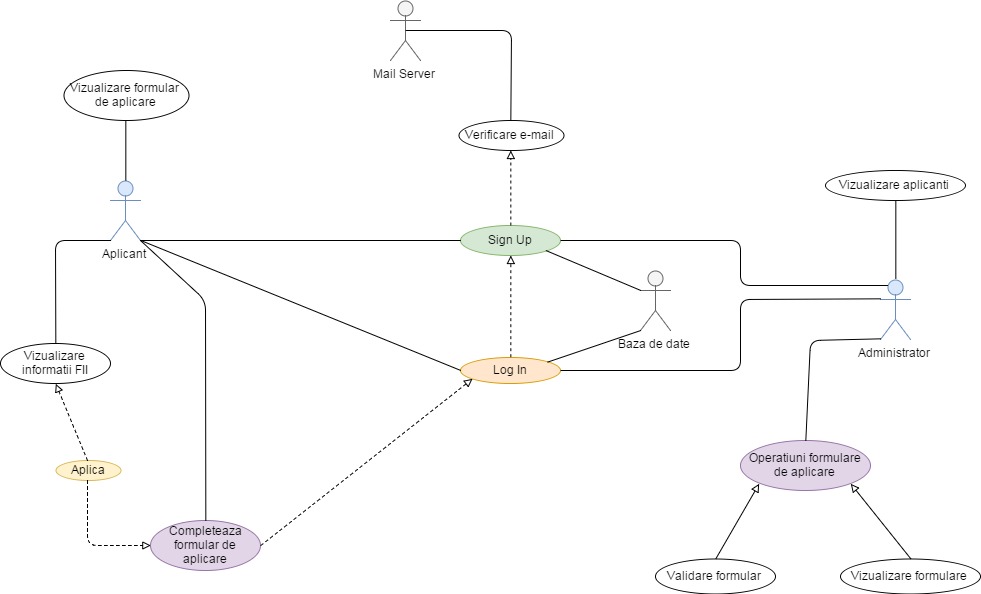 Mail Server
Vizualizare formular
de aplicare
Verificare e-mail
Vizualizare aplicanti
Aplicant
Sign Up
Baza de date
Administrator
Vizualizare
informatii FII
Log In
Aplica
Operatiuni formulare
de aplicare
Completeaza
formular de
aplicare
Validare formular
Vizualizare formulare